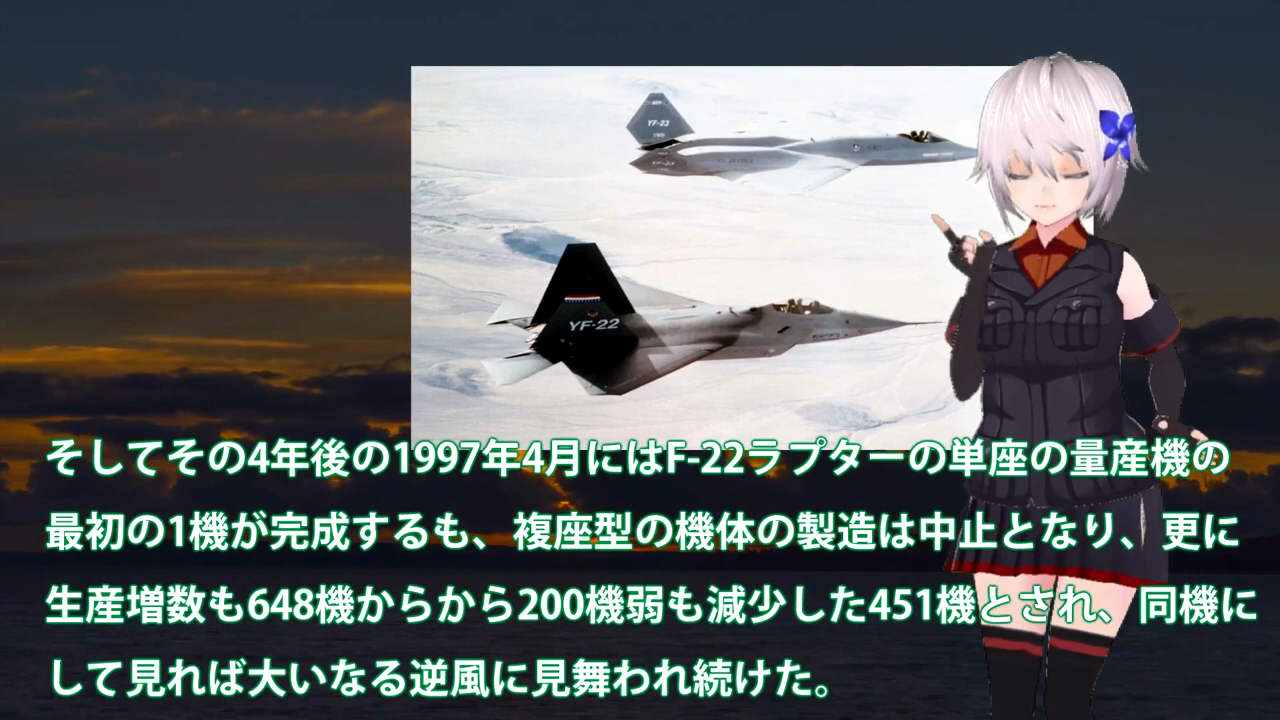 YF-23
YF-23
YF-22
そしてその4年後の1997年4月にはF-22ラプターの単座の量産機の
最初の1機が完成するも、複座型の機体の製造は中止となり、更に
生産増数も648機からから200機弱も減少した451機とされ、同機に
して見れば大いなる逆風に見舞われ続けた。